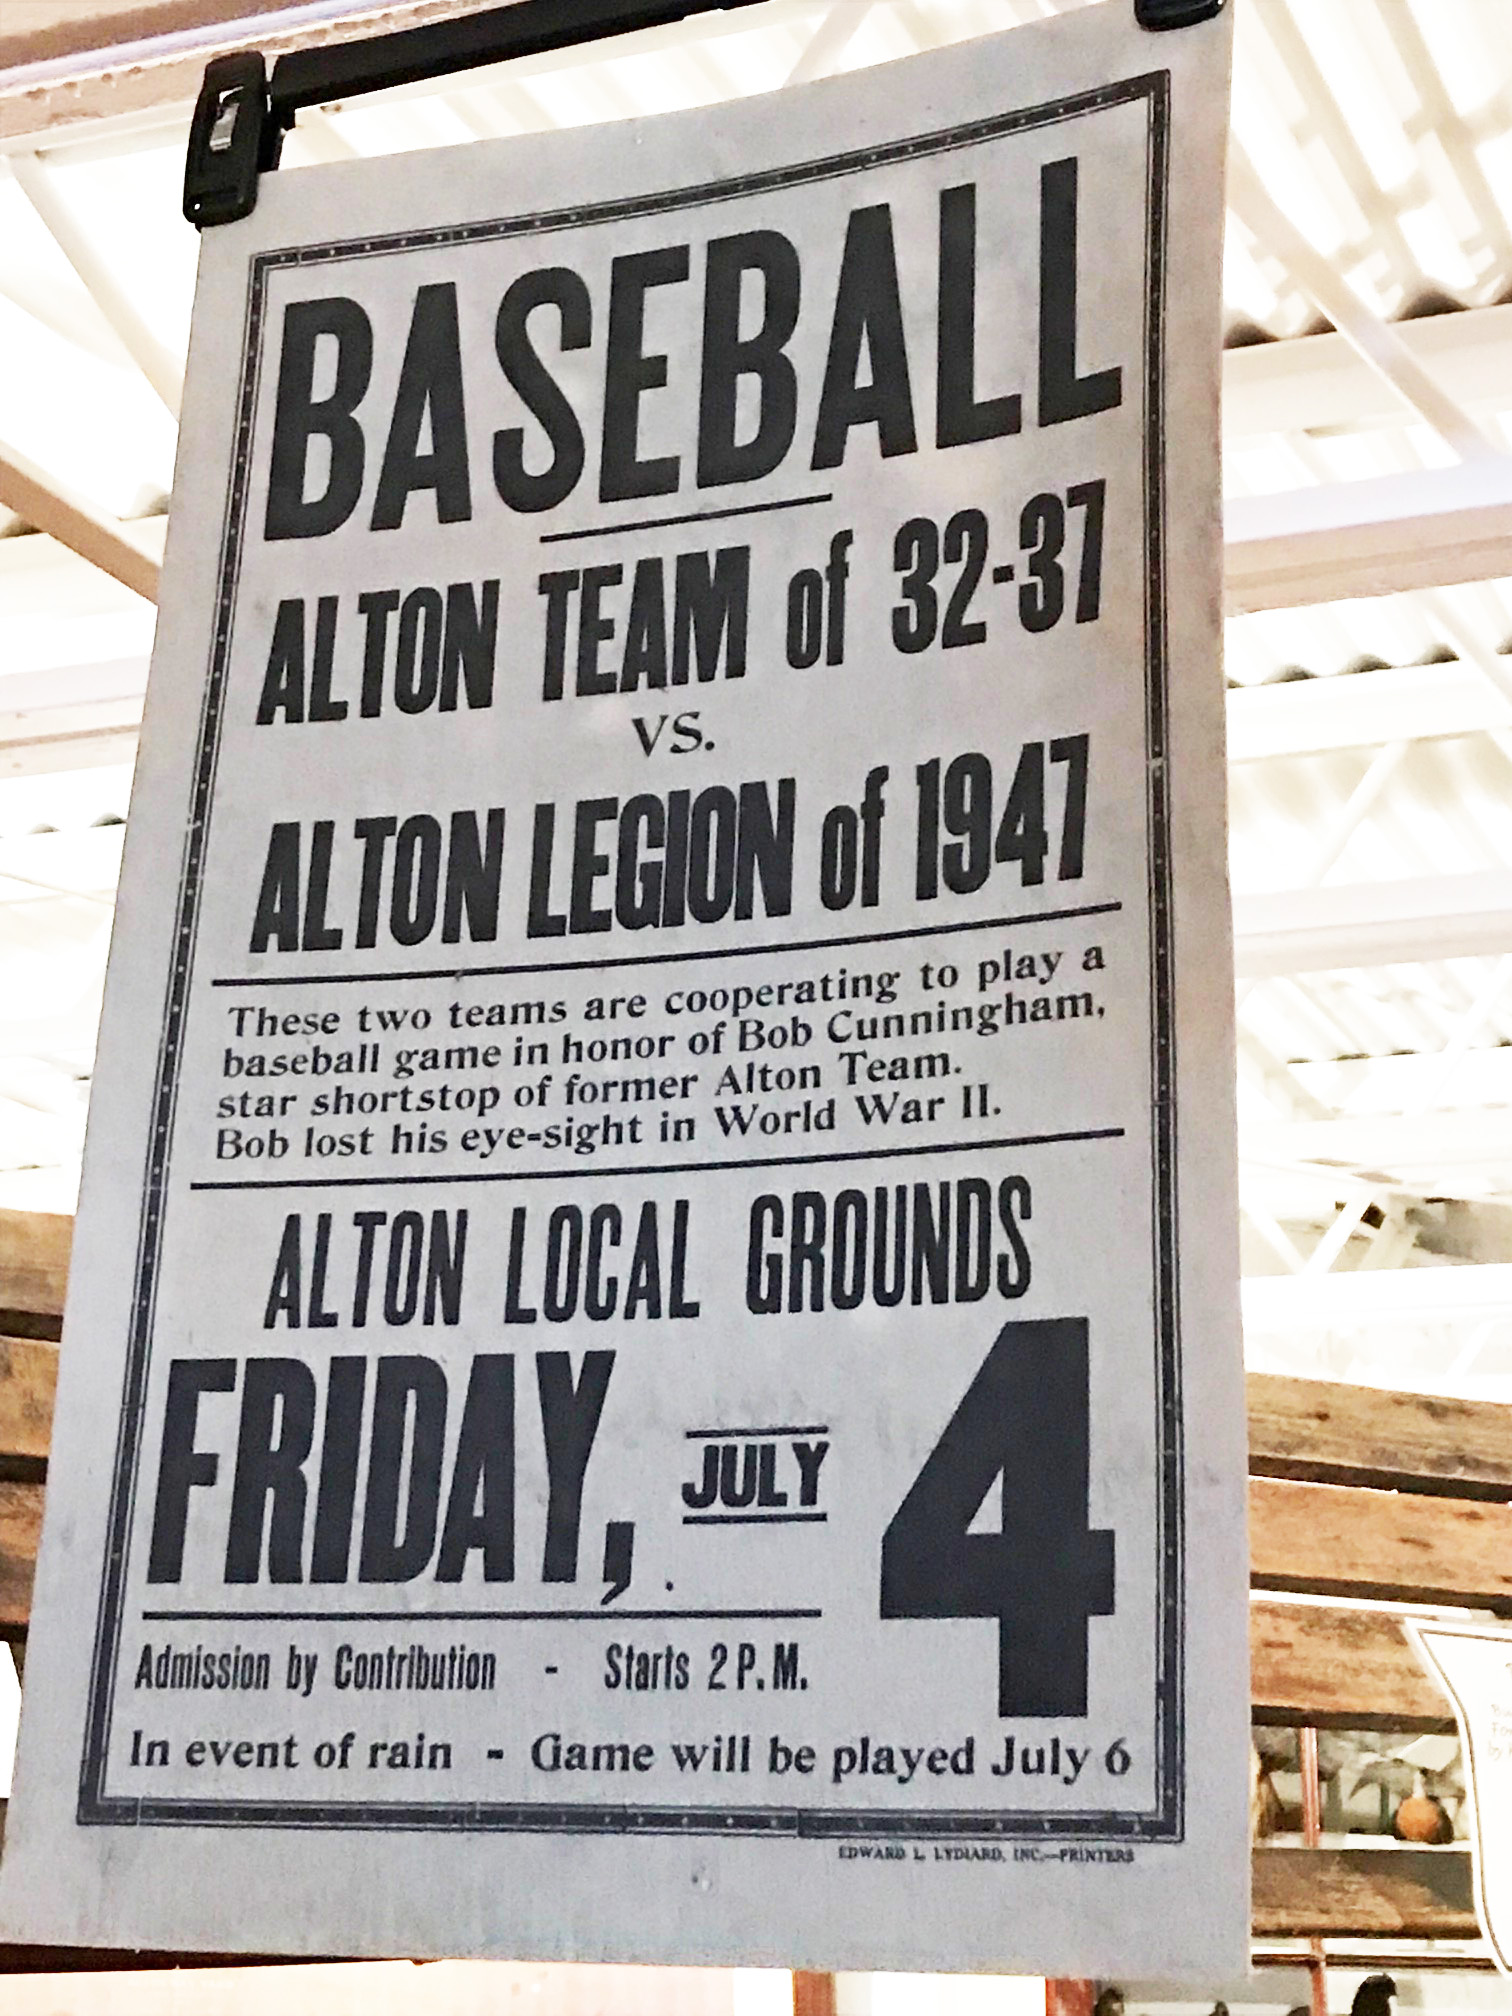 BASEBALL
ALTON TEAM of 32-37
VS.
ALTON LEGION of 1947
These two teams are cooperating to play a
baseball game in honor of Bob Cunningham,
star shortstop of former Alton Team.
Bob lost his eye-sight in World War II.
ALTON LOCAL GROUNDS
FRIDAY, JULY 4
Admission by Contribution - Starts 2 P.M.
In event of rain - Game will be played July 6
EDWARD L. LYDIARD, INC.—PRINTERS